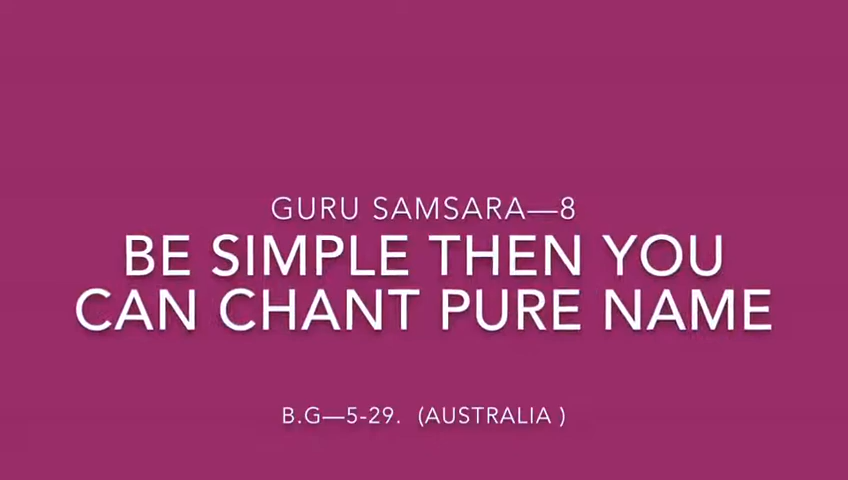 GURU SAMSARA—8
BE SIMPLE THEN YOU
CAN CHANT PURE NAME
B.G—5-29. (AUSTRALIA )